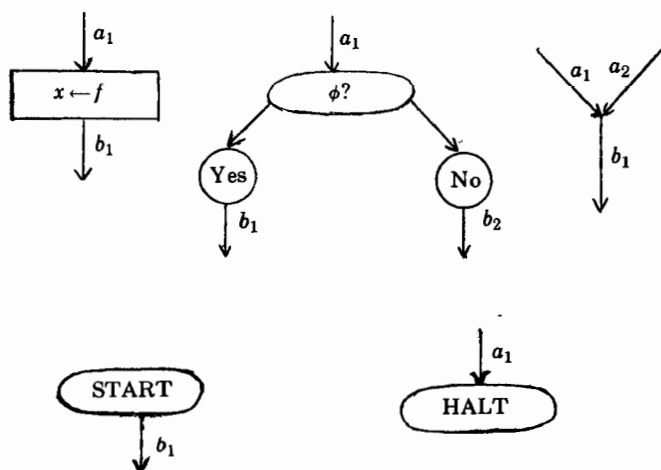 a₁
x ← f
b₁
a₁
ϕ?
Yes
No
b₁
b₂
a₁ a₂
b₁
START
b₁
a₁
HALT